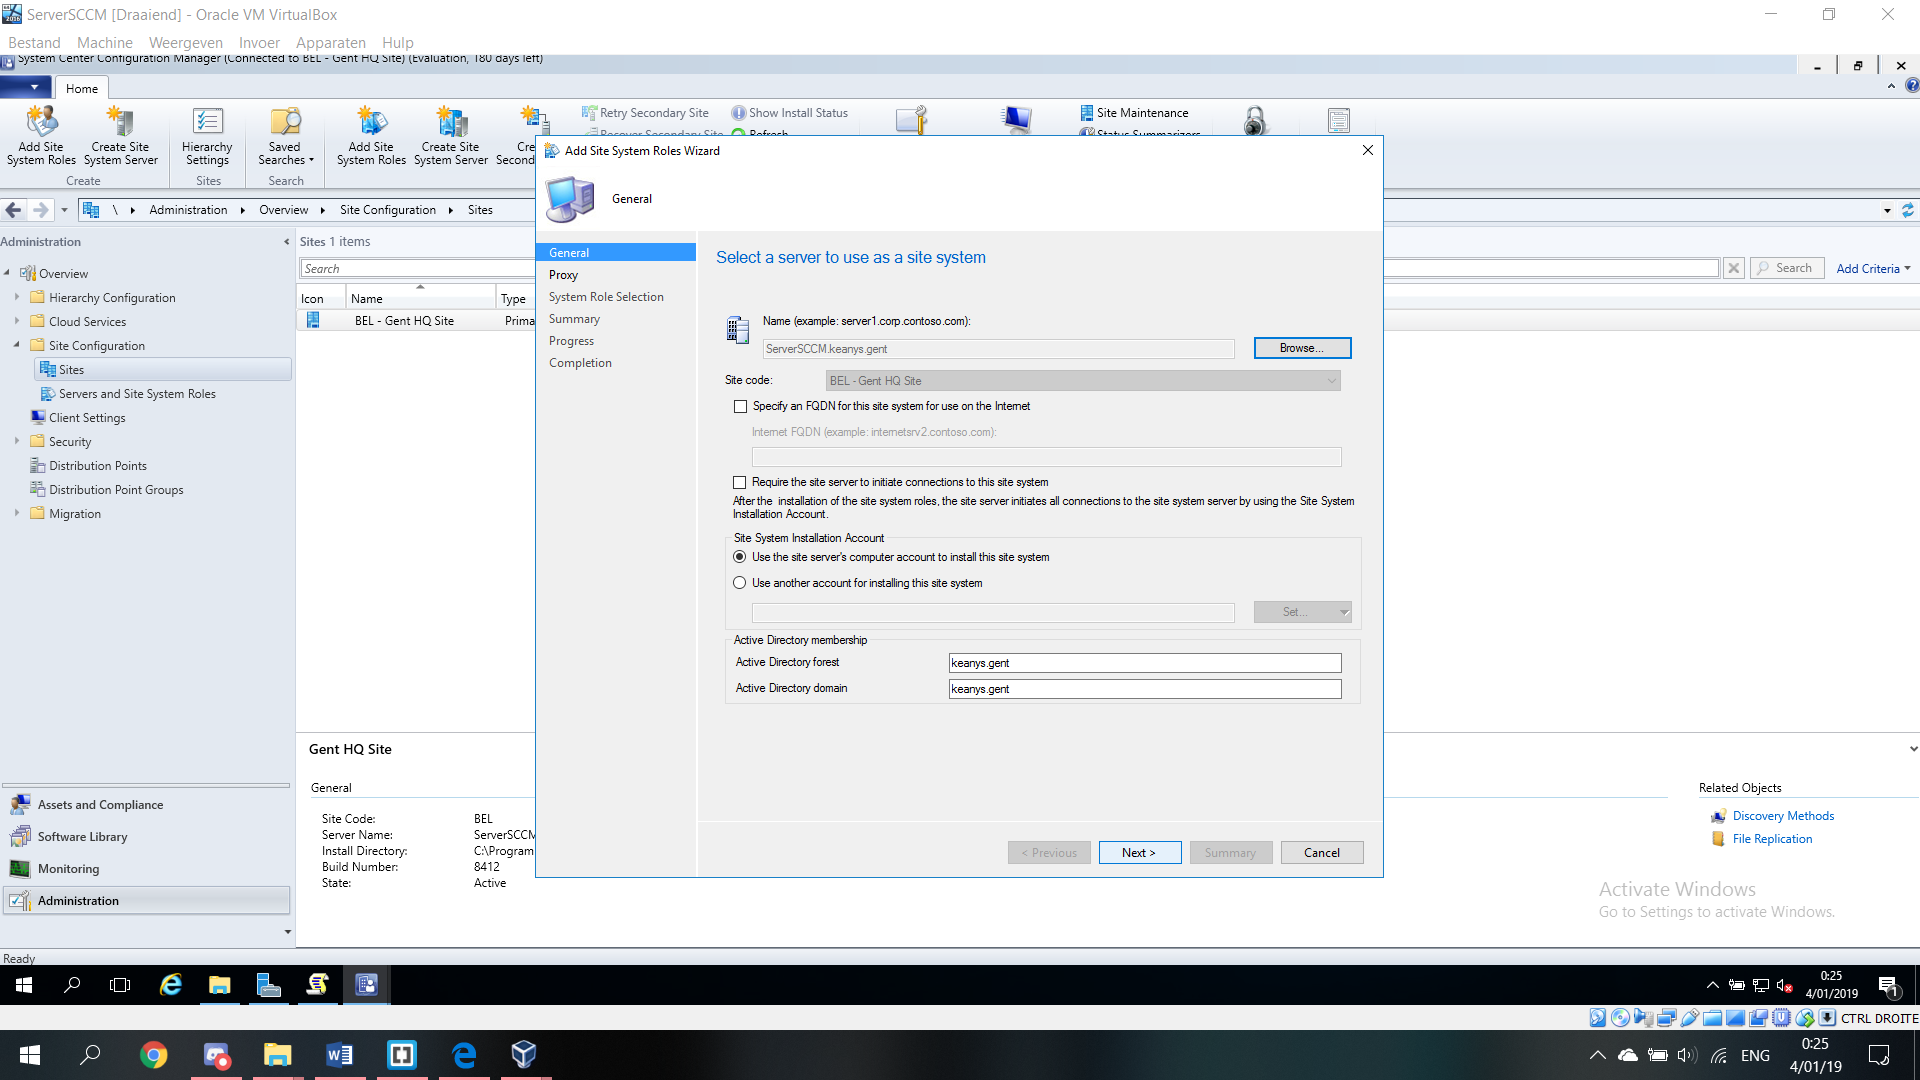 ServerSCCM [Draaiend] - Oracle VM VirtualBox
Bestand Machine Weergeven Invoer Apparaten Hulp
System Center Configuration Manager (Connected to BEL - Gent HQ Site) (Evaluation, 180 days left)
Home
Add Site System Roles
Create Site System Server
Create
Hierarchy Settings
Sites
Saved Searches
Search
Add Site System Roles
Create Site System Server
Cre
Second
Retry Secondary Site
Recover Secondary Site
Show Install Status
Refresh
Site Maintenance
Status Summarizers
\ Administration Overview Site Configuration Sites
Administration
Overview
Hierarchy Configuration
Cloud Services
Site Configuration
Sites
Servers and Site System Roles
Client Settings
Security
Distribution Points
Distribution Point Groups
Migration
Assets and Compliance
Software Library
Monitoring
Administration
Ready
Sites 1 items
Search
Search
Add Criteria
Icon Name Type
BEL - Gent HQ Site Prima
Gent HQ Site
General
Site Code: BEL
Server Name: ServerSCCM
Install Directory: C:\Program
Build Number: 8412
State: Active
Related Objects
Discovery Methods
File Replication
Add Site System Roles Wizard
General
General
Proxy
System Role Selection
Summary
Progress
Completion
Select a server to use as a site system
Name (example: server1.corp.contoso.com):
ServerSCCM.keanys.gent
Browse...
Site code: BEL - Gent HQ Site
Specify an FQDN for this site system for use on the Internet
Internet FQDN (example: internetsrv2.contoso.com):
Require the site server to initiate connections to this site system
After the installation of the site system roles, the site server initiates all connections to the site system server by using the Site System
Installation Account.
Site System Installation Account
Use the site server's computer account to install this site system
Use another account for installing this site system
Set...
Active Directory membership
Active Directory forest keanys.gent
Active Directory domain keanys.gent
< Previous Next > Summary Cancel
Activate Windows
Go to Settings to activate Windows.
0:25
4/01/2019
1
CTRL DROITE
ENG
0:25
4/01/19